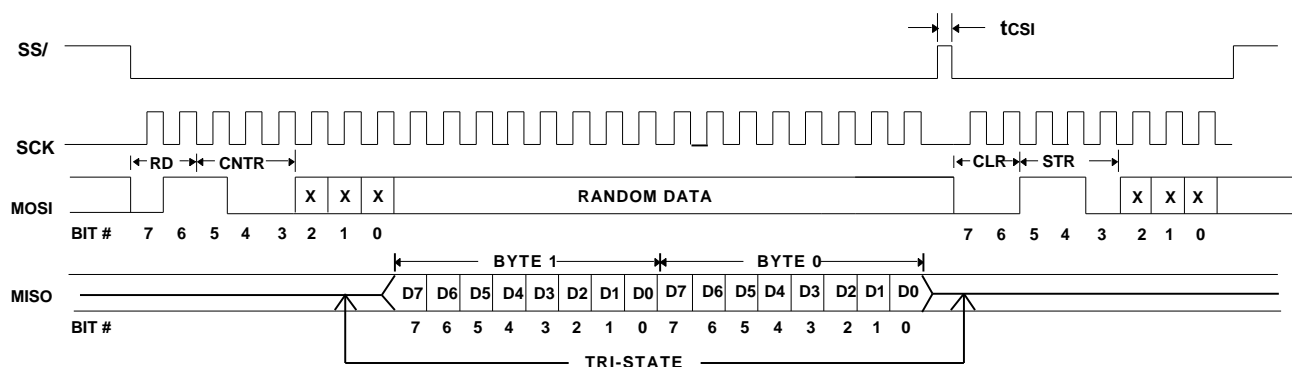 tCSI
SS/
SCK
RD CNTR CLR STR
MOSI X X X RANDOM DATA X X X
BIT # 7 6 5 4 3 2 1 0 7 6 5 4 3 2 1 0
BYTE 1 BYTE 0
MISO D7 D6 D5 D4 D3 D2 D1 D0 D7 D6 D5 D4 D3 D2 D1 D0
BIT # 7 6 5 4 3 2 1 0 7 6 5 4 3 2 1 0
TRI-STATE